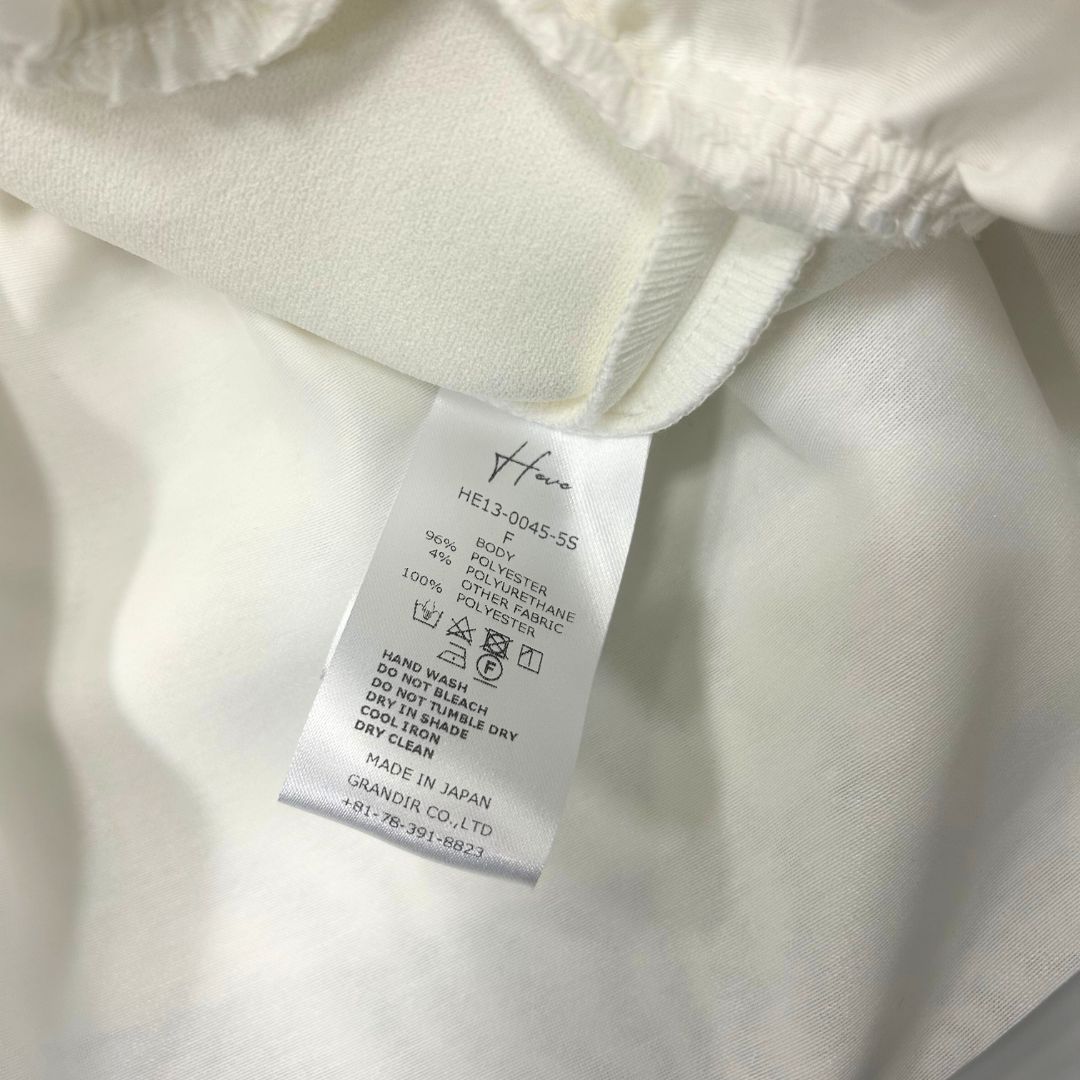 Heve
HE13-0045-5S
F
BODY
96% POLYESTER
4% POLYURETHANE
OTHER FABRIC
100% POLYESTER
F
HAND WASH
DO NOT BLEACH
DO NOT TUMBLE DRY
DRY IN SHADE
COOL IRON
DRY CLEAN
MADE IN JAPAN
GRANDIR CO.,LTD
+81-78-391-8823